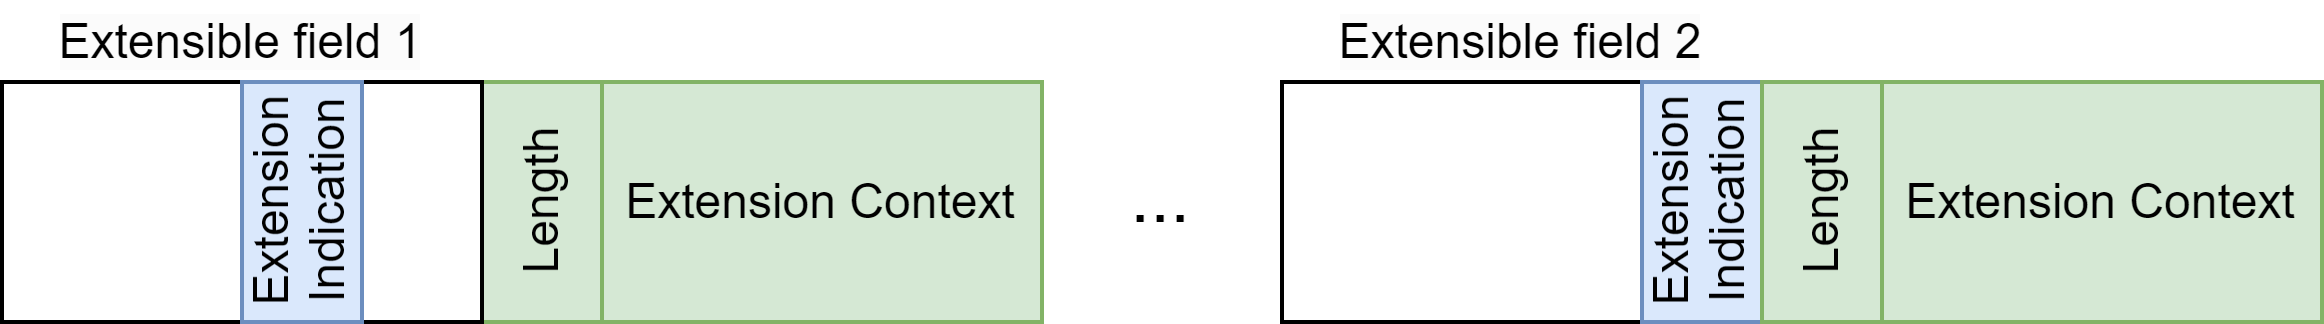 Extensible field 1
Extension
Indication
Length
Extension Context
...
Extensible field 2
Extension
Indication
Length
Extension Context